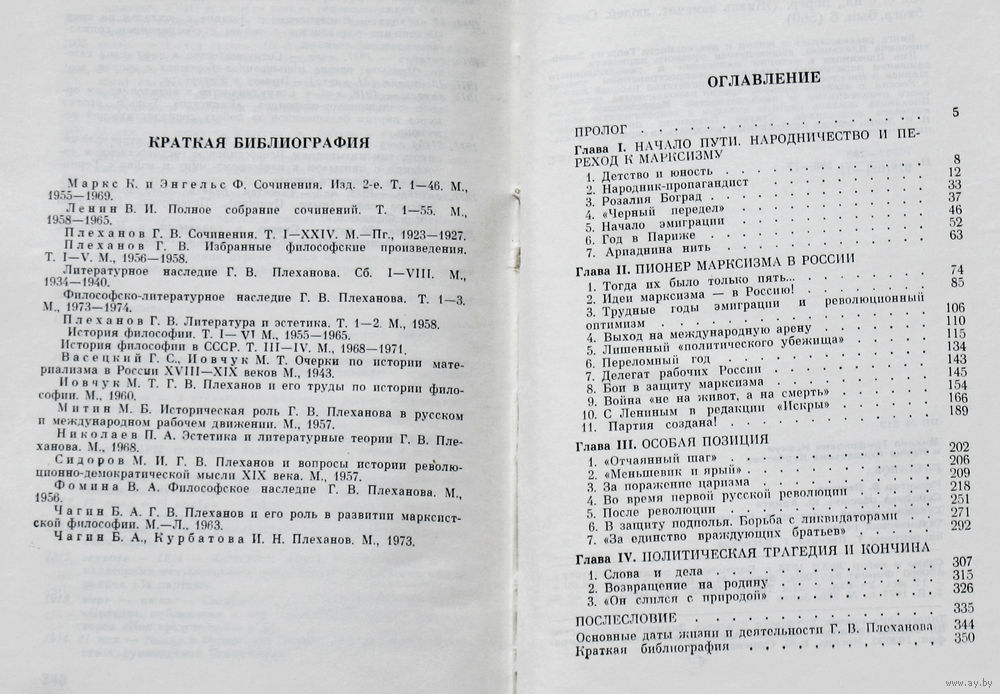 КРАТКАЯ БИБЛИОГРАФИЯ
Маркс К. и Энгельс Ф. Сочинения. Изд. 2-е. Т. 1—46. М.,
1955—1969.
Ленин В. И. Полное собрание сочинений. Т. 1—55. М.,
1958—1965.
Плеханов Г. В. Сочинения. Т. I—XXIV. М.—Пг., 1923—1927.
Плеханов Г. В. Избранные философские произведения.
Т. I—V. М., 1956—1958.
Литературное наследие Г. В. Плеханова. Сб. I—VIII. М.,
1934—1940.
Философско-литературное наследие Г. В. Плеханова. Т. 1—3.
М., 1973—1974.
Плеханов Г. В. Литература и эстетика. Т. 1—2. М., 1958.
История философии. Т. I—VI М., 1955—1965.
История философии в СССР. Т. III—IV. М., 1968—1971.
Васецкий Г. С., Иовчук М. Т. Очерки по истории мате-
риализма в России XVIII—XIX веков М., 1943.
Иовчук М. Т. Г. В. Плеханов и его труды по истории фило-
софии. М., 1960.
Митин М. Б. Историческая роль Г. В. Плеханова в русском
и международном рабочем движении. М., 1957.
Николаев П. А. Эстетика и литературные теории Г. В. Пле-
ханова. М., 1968.
Сидоров М. И. Г. В. Плеханов и вопросы истории револю-
ционно-демократической мысли XIX века. М., 1957.
Фомина В. А. Философское наследие Г. В. Плеханова. М.,
1956.
Чагин Б. А. Г. В. Плеханов и его роль в развитии марксист-
ской философии. М.—Л., 1963.
Чагин Б. А., Курбатова И. Н. Плеханов. М., 1973.
ОГЛАВЛЕНИЕ
ПРОЛОГ . . . . . . . . . . . . 5
Глава I. НАЧАЛО ПУТИ. НАРОДНИЧЕСТВО И ПЕ-
РЕХОД К МАРКСИЗМУ
1. Детство и юность . . . . . . . . . . 8
2. Народник-пропагандист . . . . . . . . 12
3. Розалия Боград . . . . . . . . . . 33
4. «Черный передел» . . . . . . . . . . 37
5. Начало эмиграции . . . . . . . . . . 46
6. Год в Париже . . . . . . . . . . 52
7. Ариаднина нить . . . . . . . . . . 63
Глава II. ПИОНЕР МАРКСИЗМА В РОССИИ
1. Тогда их было только пять... . . . . . . . 74
2. Идеи марксизма — в Россию! . . . . . . . 85
3. Трудные годы эмиграции и революционный
оптимизм . . . . . . . . . . 106
4. Выход на международную арену . . . . . . 110
5. Лишенный «политического убежища» . . . . . 115
6. Переломный год . . . . . . . . . . 134
7. Делегат рабочих России . . . . . . . . 143
8. Бои в защиту марксизма . . . . . . . . 145
9. Война «не на живот, а на смерть» . . . . . 154
10. С Лениным в редакции «Искры» . . . . . . 166
11. Партия создана! . . . . . . . . . . 189
Глава III. ОСОБАЯ ПОЗИЦИЯ
1. «Отчаянный шаг» . . . . . . . . . . 202
2. «Меньшевик и ярый» . . . . . . . . . 206
3. За поражение царизма . . . . . . . . . 209
4. Во время первой русской революции . . . . . 218
5. После революции . . . . . . . . . . 251
6. В защиту подполья. Борьба с ликвидаторами . . . 271
7. «За единство враждующих братьев» . . . . . 292
Глава IV. ПОЛИТИЧЕСКАЯ ТРАГЕДИЯ И КОНЧИНА
1. Слова и дела . . . . . . . . . . 307
2. Возвращение на родину . . . . . . . . 315
3. «Он слился с природой» . . . . . . . . 326
ПОСЛЕСЛОВИЕ . . . . . . . . . . 335
Основные даты жизни и деятельности Г. В. Плеханова 344
Краткая библиография . . . . . . . . . 350
www.ay.by